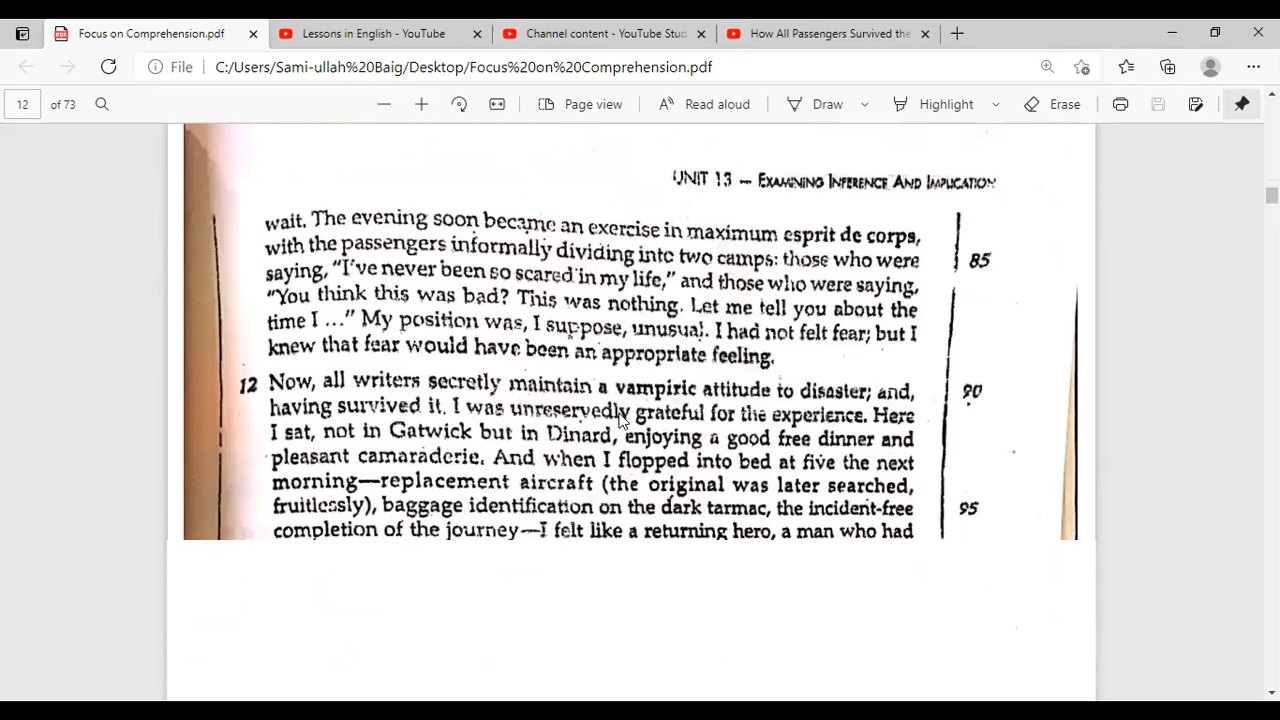 Focus on Comprehension.pdf
Lessons in English - YouTube
Channel content - YouTube Stud
How All Passengers Survived the
File
C:/Users/Sami-ullah%20Baig/Desktop/Focus%20on%20Comprehension.pdf
12 of 73
Page view
Read aloud
Draw
Highlight
Erase
UNIT 13 — EXAMINING INFERENCE AND IMPLICATION
wait. The evening soon became an exercise in maximum esprit de corps,
with the passengers informally dividing into two camps: those who were
85
saying, "I've never been so scared in my life," and those who were saying,
"You think this was bad? This was nothing. Let me tell you about the
time I ..." My position was, I suppose, unusual. I had not felt fear; but I
knew that fear would have been an appropriate feeling.
12 Now, all writers secretly maintain a vampiric attitude to disaster; and,
90
having survived it, I was unreservedly grateful for the experience. Here
I sat, not in Gatwick but in Dinard, enjoying a good free dinner and
pleasant camaraderie. And when I flopped into bed at five the next
morning—replacement aircraft (the original was later searched,
fruitlessly), baggage identification on the dark tarmac, the incident-free
95
completion of the journey—I felt like a returning hero, a man who had